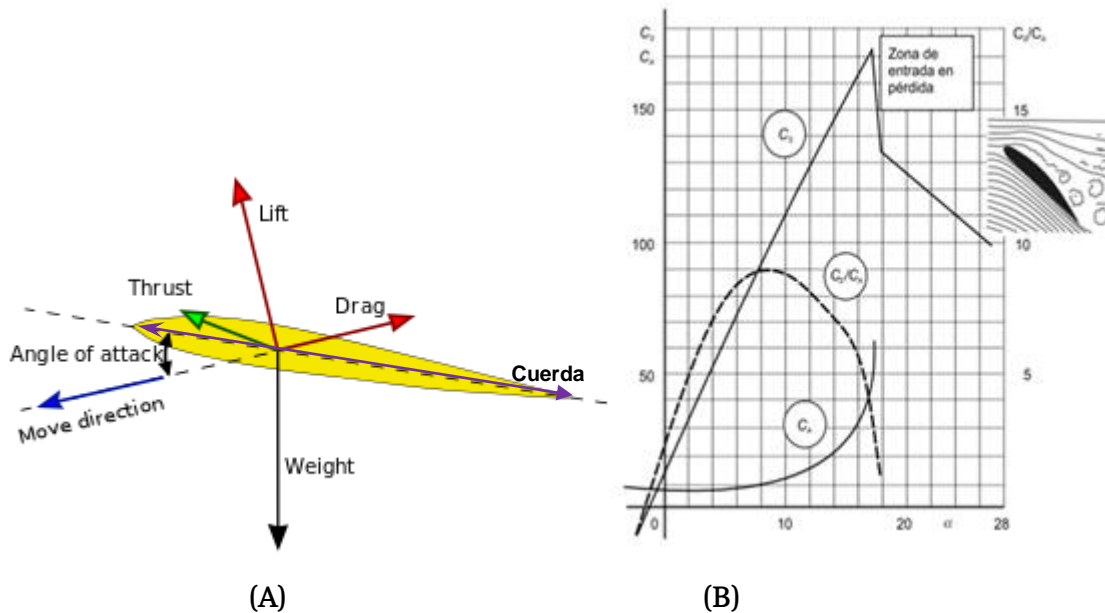 Lift
Thrust
Drag
Angle of attack
Cuerda
Move direction
Weight
(A)
C
C
C /C
Zona de
entrada en
pérdida
150
15
C
100
10
C /C
50
5
C
0
10
20
α
28
(B)